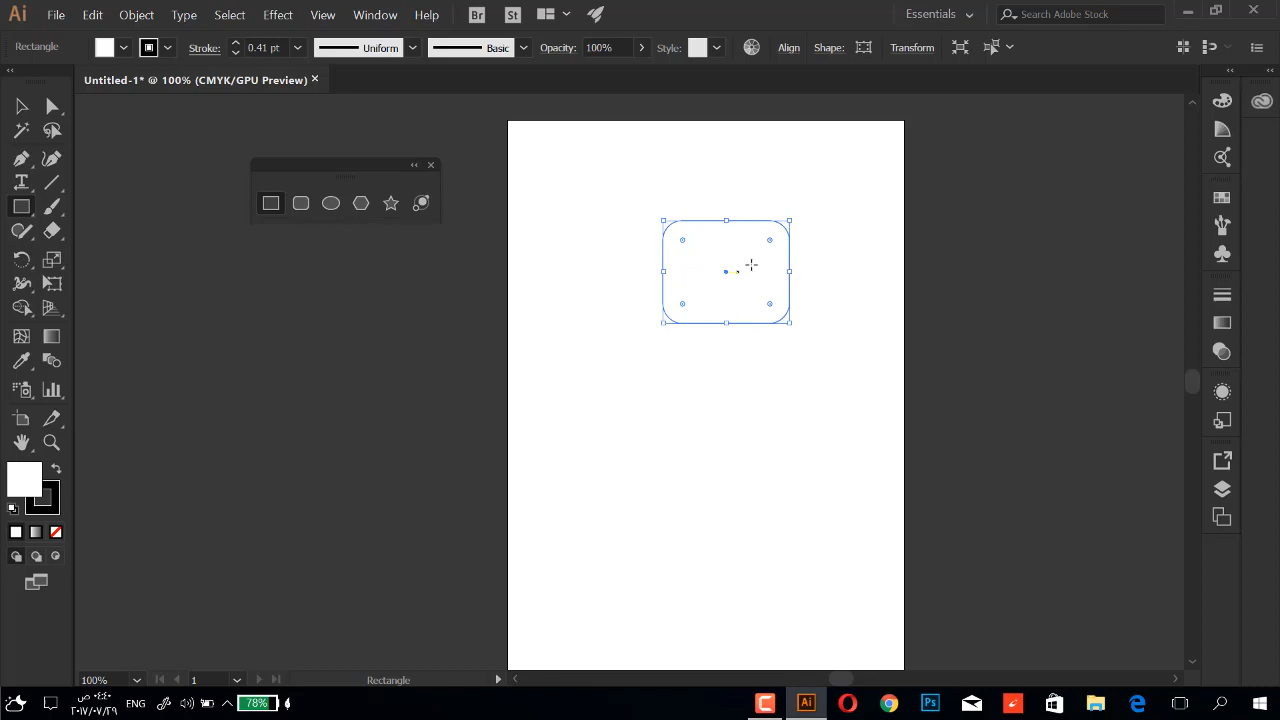 Ai File Edit Object Type Select Effect View Window Help Br St Essentials Search Adobe Stock
Rectangle Stroke: 0.41 pt Uniform Basic Opacity: 100% Style: Align Shape: Transform
Untitled-1* @ 100% (CMYK/GPU Preview)
T
100% 1 Rectangle
78% ENG Ai Ps